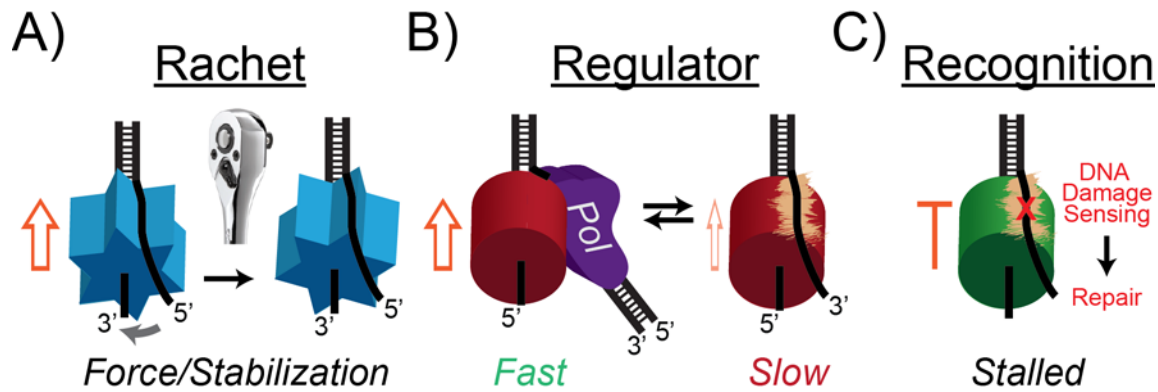 A)
Rachet
3'
5'
Force/Stabilization
B)
Regulator
Pol
5'
3'
5'
5'
3'
Fast
Slow
C)
Recognition
X
DNA
Damage
Sensing
Repair
Stalled